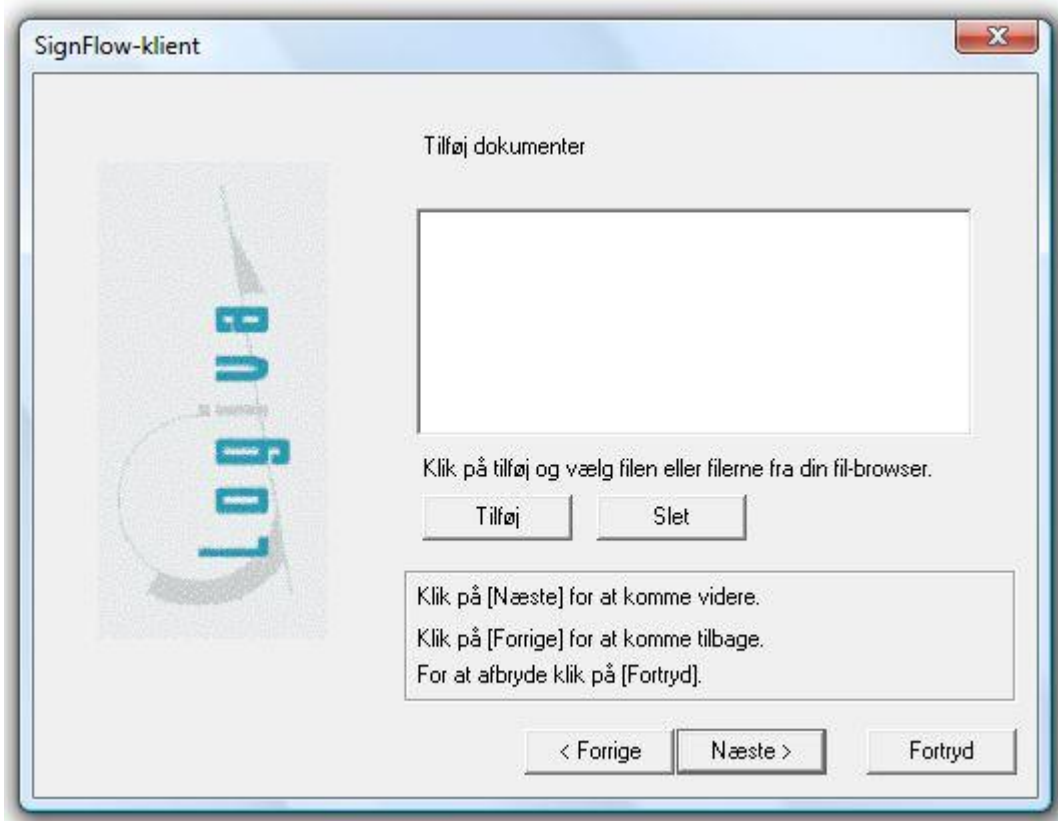 SignFlow-klient
Tilføj dokumenter
Logiva
Klik på tilføj og vælg filen eller filerne fra din fil-browser.
Tilføj
Slet
Klik på [Næste] for at komme videre.
Klik på [Forrige] for at komme tilbage.
For at afbryde klik på [Fortryd].
< Forrige
Næste >
Fortryd